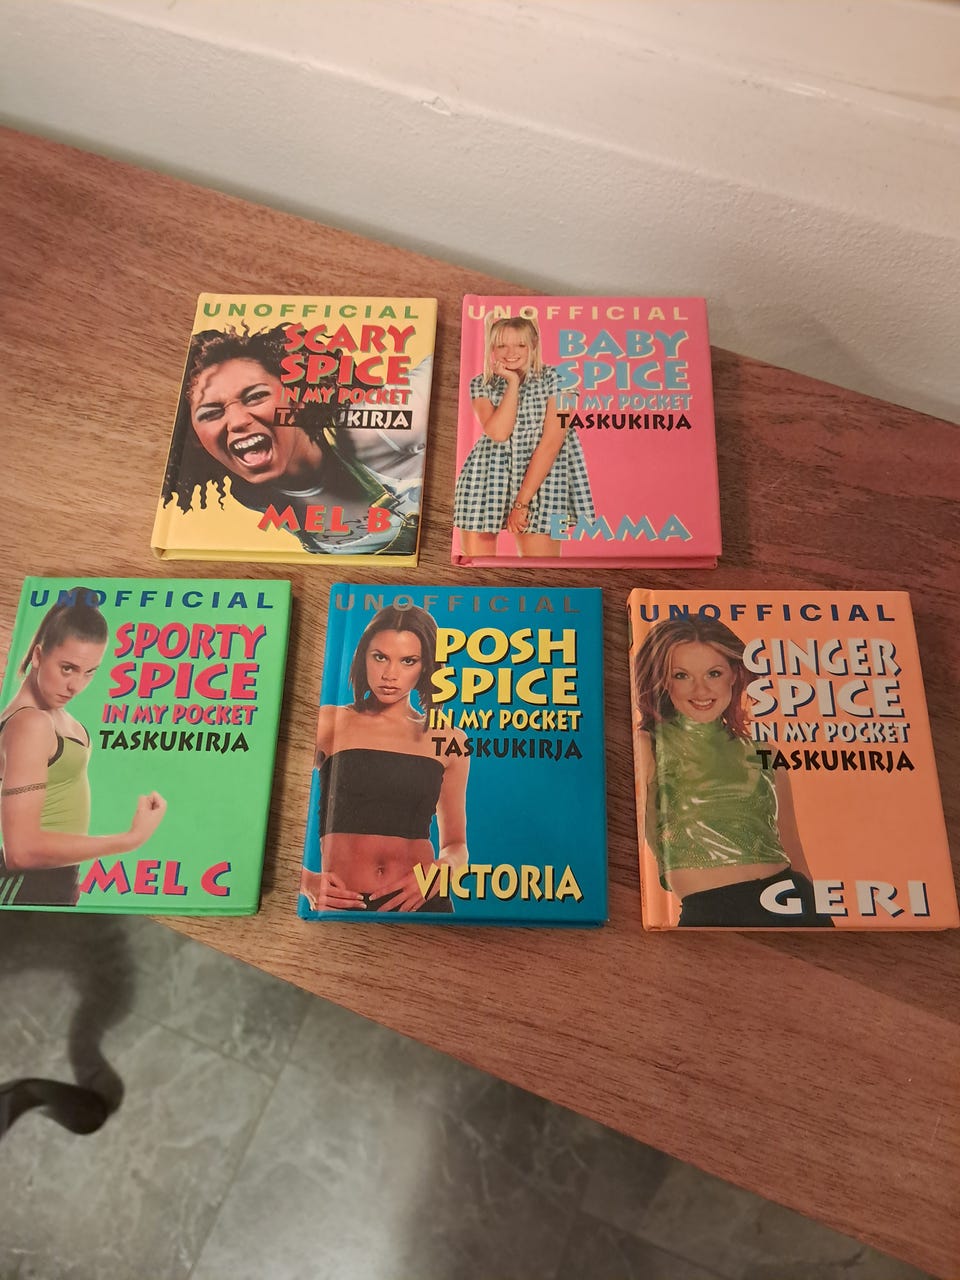 UNOFFICIAL
SCARY
SPICE
IN MY POCKET
TASKUKIRJA
MEL B
UNOFFICIAL
BABY
SPICE
IN MY POCKET
TASKUKIRJA
EMMA
UNOFFICIAL
SPORTY
SPICE
IN MY POCKET
TASKUKIRJA
MEL C
UNOFFICIAL
POSH
SPICE
IN MY POCKET
TASKUKIRJA
VICTORIA
UNOFFICIAL
GINGER
SPICE
IN MY POCKET
TASKUKIRJA
GERI